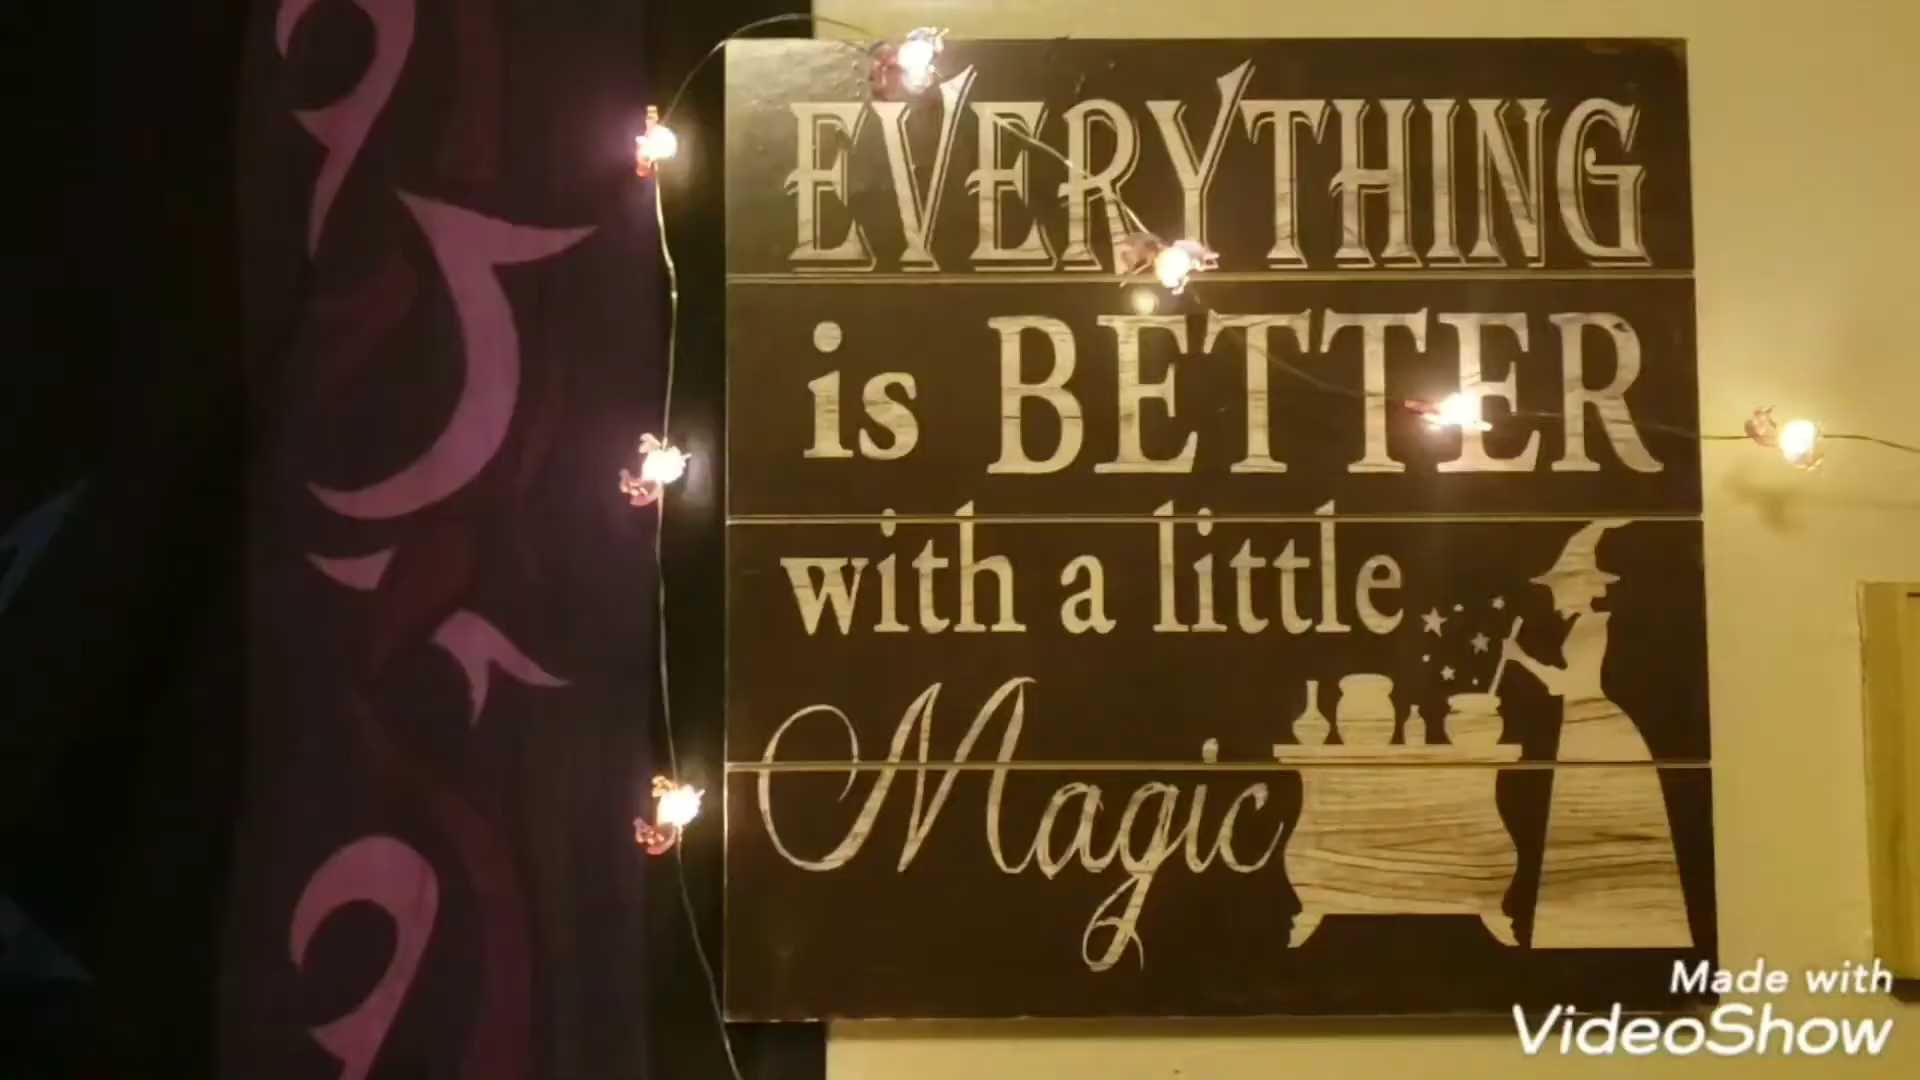 EVERYTHING
is BETTER
with a little
Magic
Made with
VideoShow